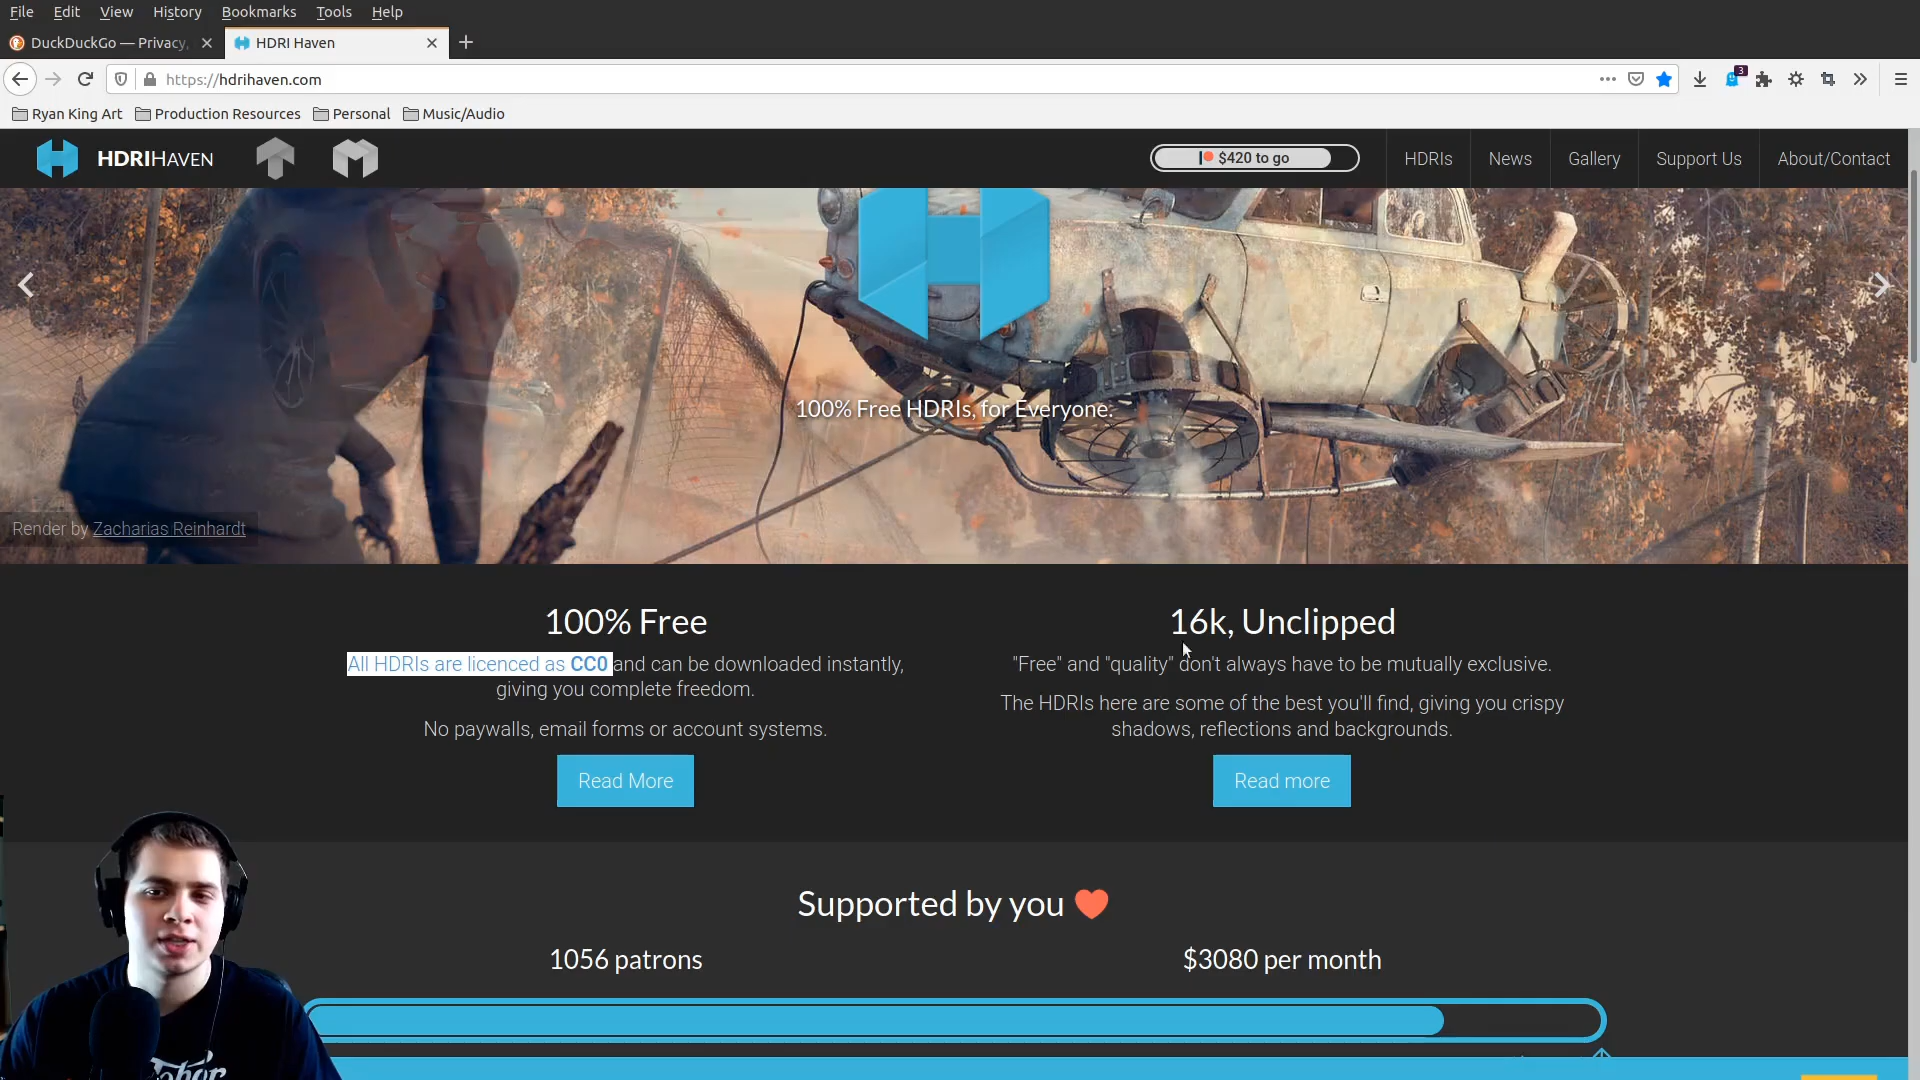 File Edit View History Bookmarks Tools Help
DuckDuckGo — Privacy, HDRI Haven
https://hdrihaven.com 3
Ryan King Art Production Resources Personal Music/Audio
HDRIHAVEN $420 to go HDRIs News Gallery Support Us About/Contact
100% Free HDRIs, for Everyone.
Render by Zacharias Reinhardt
100% Free
All HDRIs are licenced as CC0 and can be downloaded instantly,
giving you complete freedom.
No paywalls, email forms or account systems.
Read More
16k, Unclipped
"Free" and "quality" don't always have to be mutually exclusive.
The HDRIs here are some of the best you'll find, giving you crispy
shadows, reflections and backgrounds.
Read more
Supported by you
1056 patrons
$3080 per month